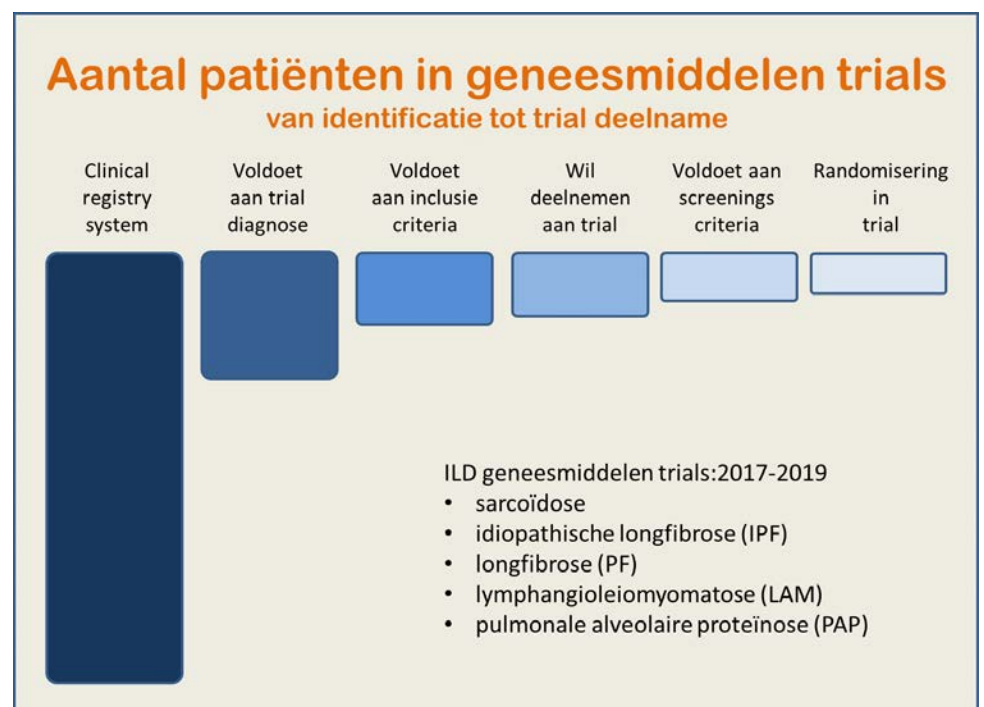 Aantal patiënten in geneesmiddelen trials
van identificatie tot trial deelname
Clinical
registry
system
Voldoet
aan trial
diagnose
Voldoet
aan inclusie
criteria
Wil
deelnemen
aan trial
Voldoet aan
screenings
criteria
Randomisering
in
trial
ILD geneesmiddelen trials:2017-2019
• sarcoïdose
• idiopathische longfibrose (IPF)
• longfibrose (PF)
• lymphangioleiomyomatose (LAM)
• pulmonale alveolaire proteïnose (PAP)